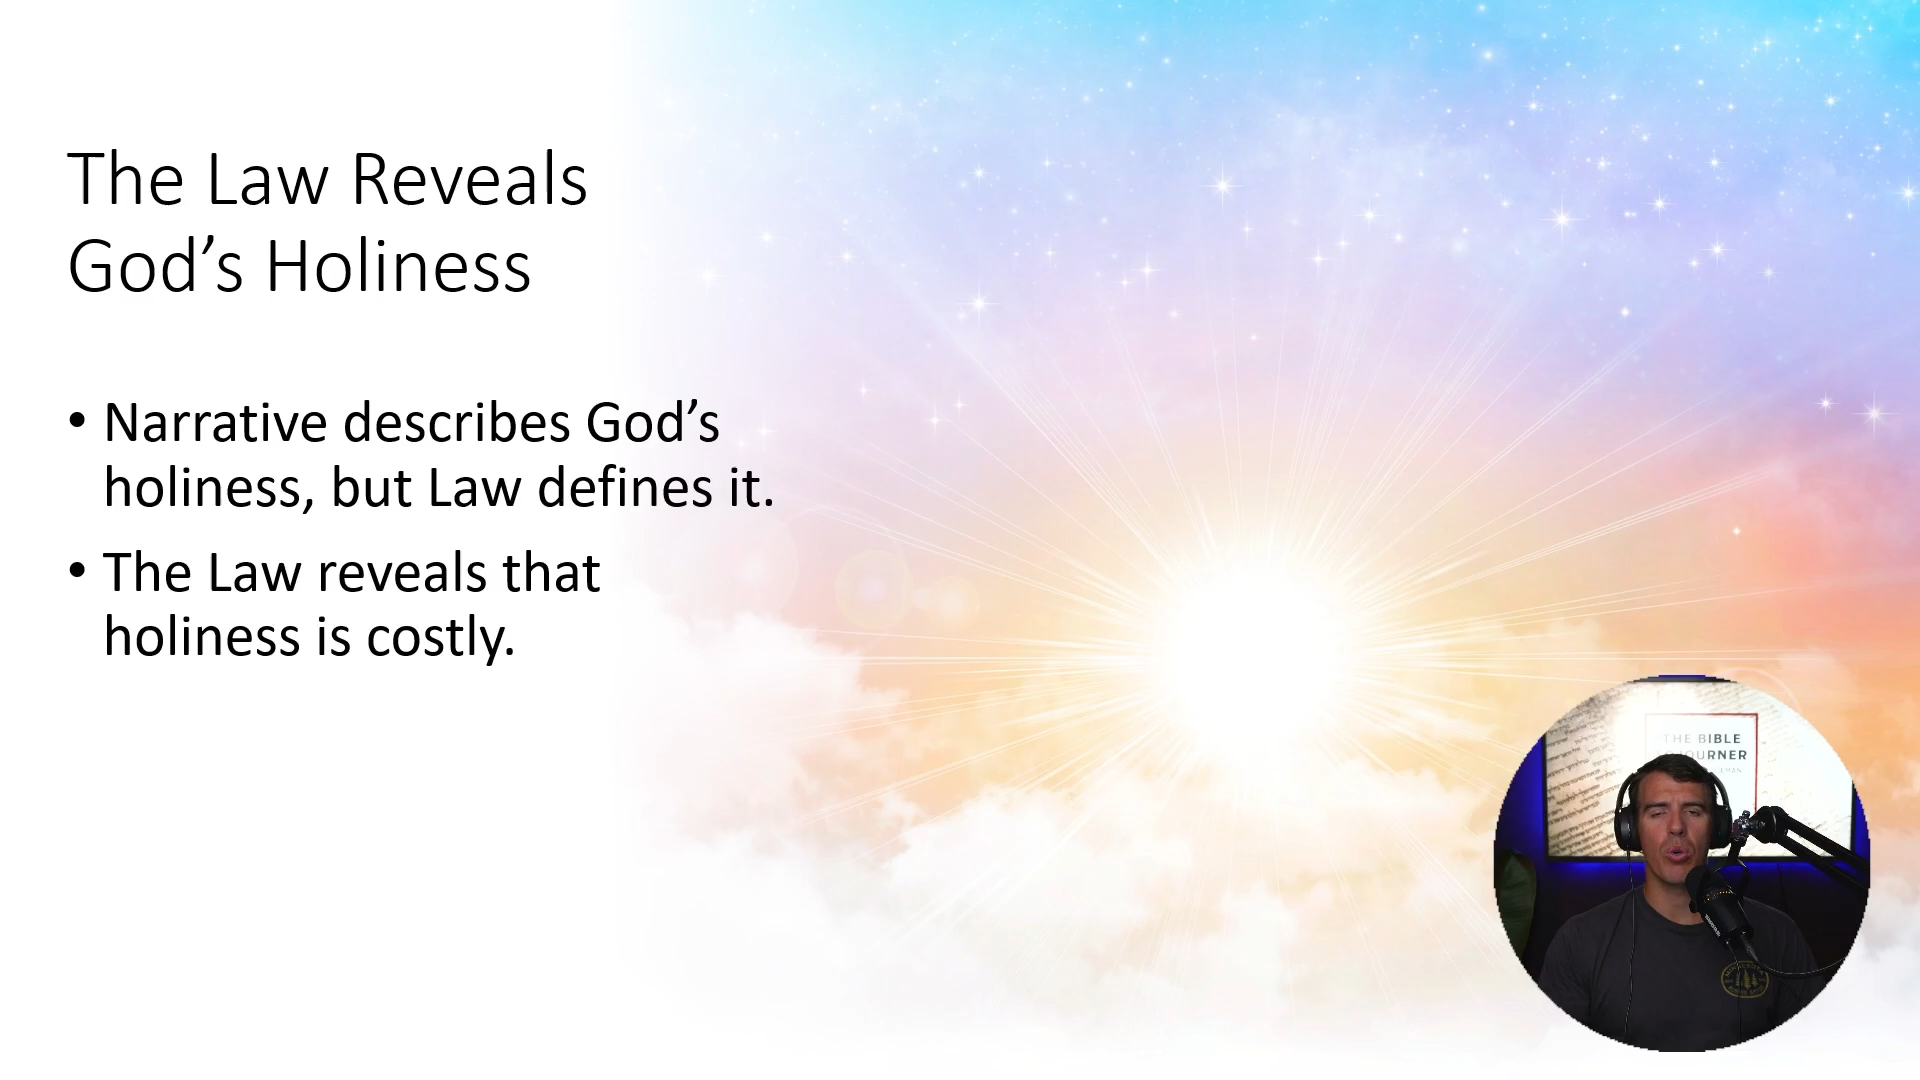 The Law Reveals
God’s Holiness
• Narrative describes God’s
holiness, but Law defines it.
• The Law reveals that
holiness is costly.
THE BIBLE